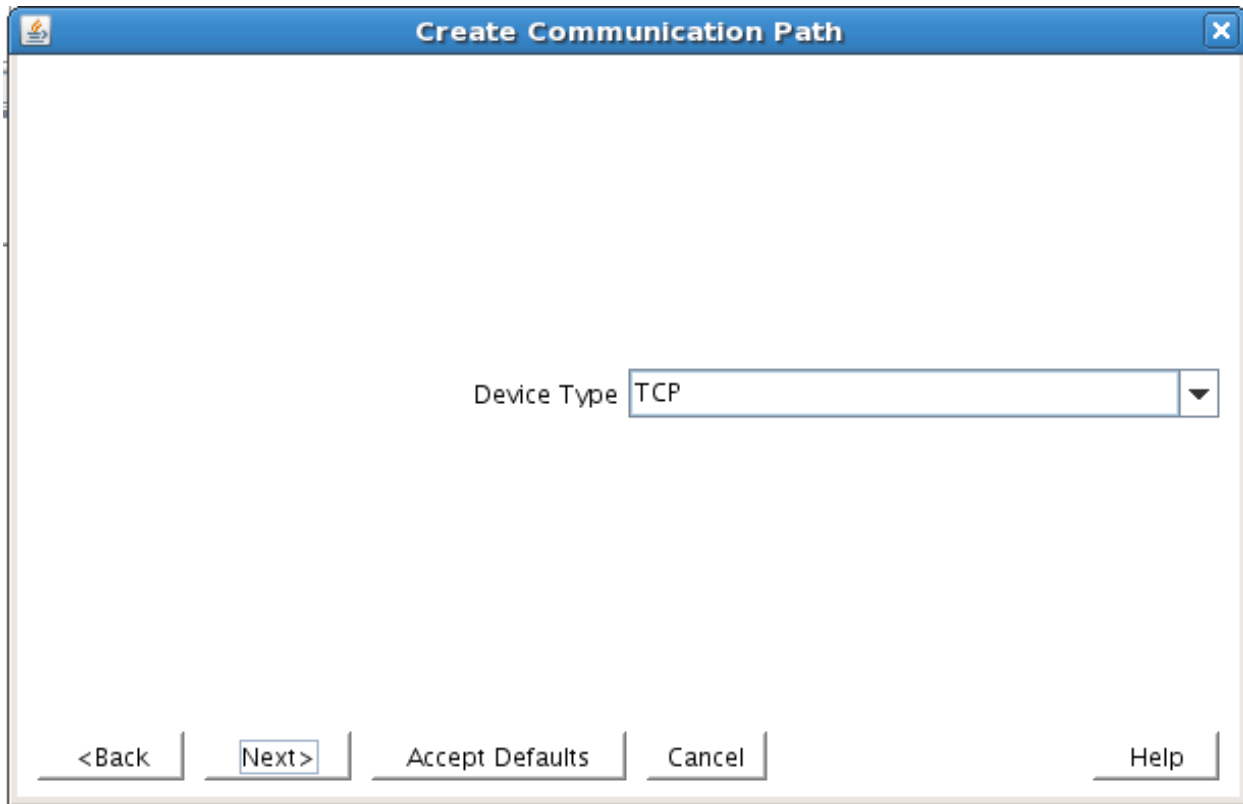 Create Communication Path
Device Type TCP
<Back Next> Accept Defaults Cancel Help